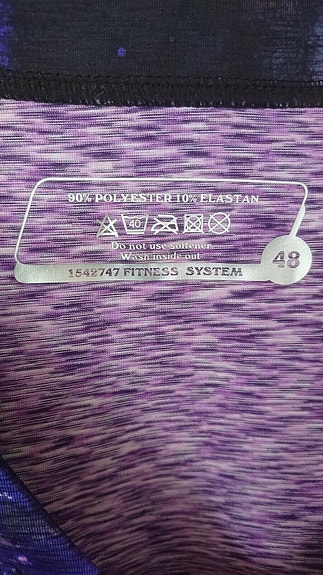 90% POLYESTER 10% ELASTAN
40
Do not use softener
Wash inside out
1542747 FITNESS SYSTEM
48